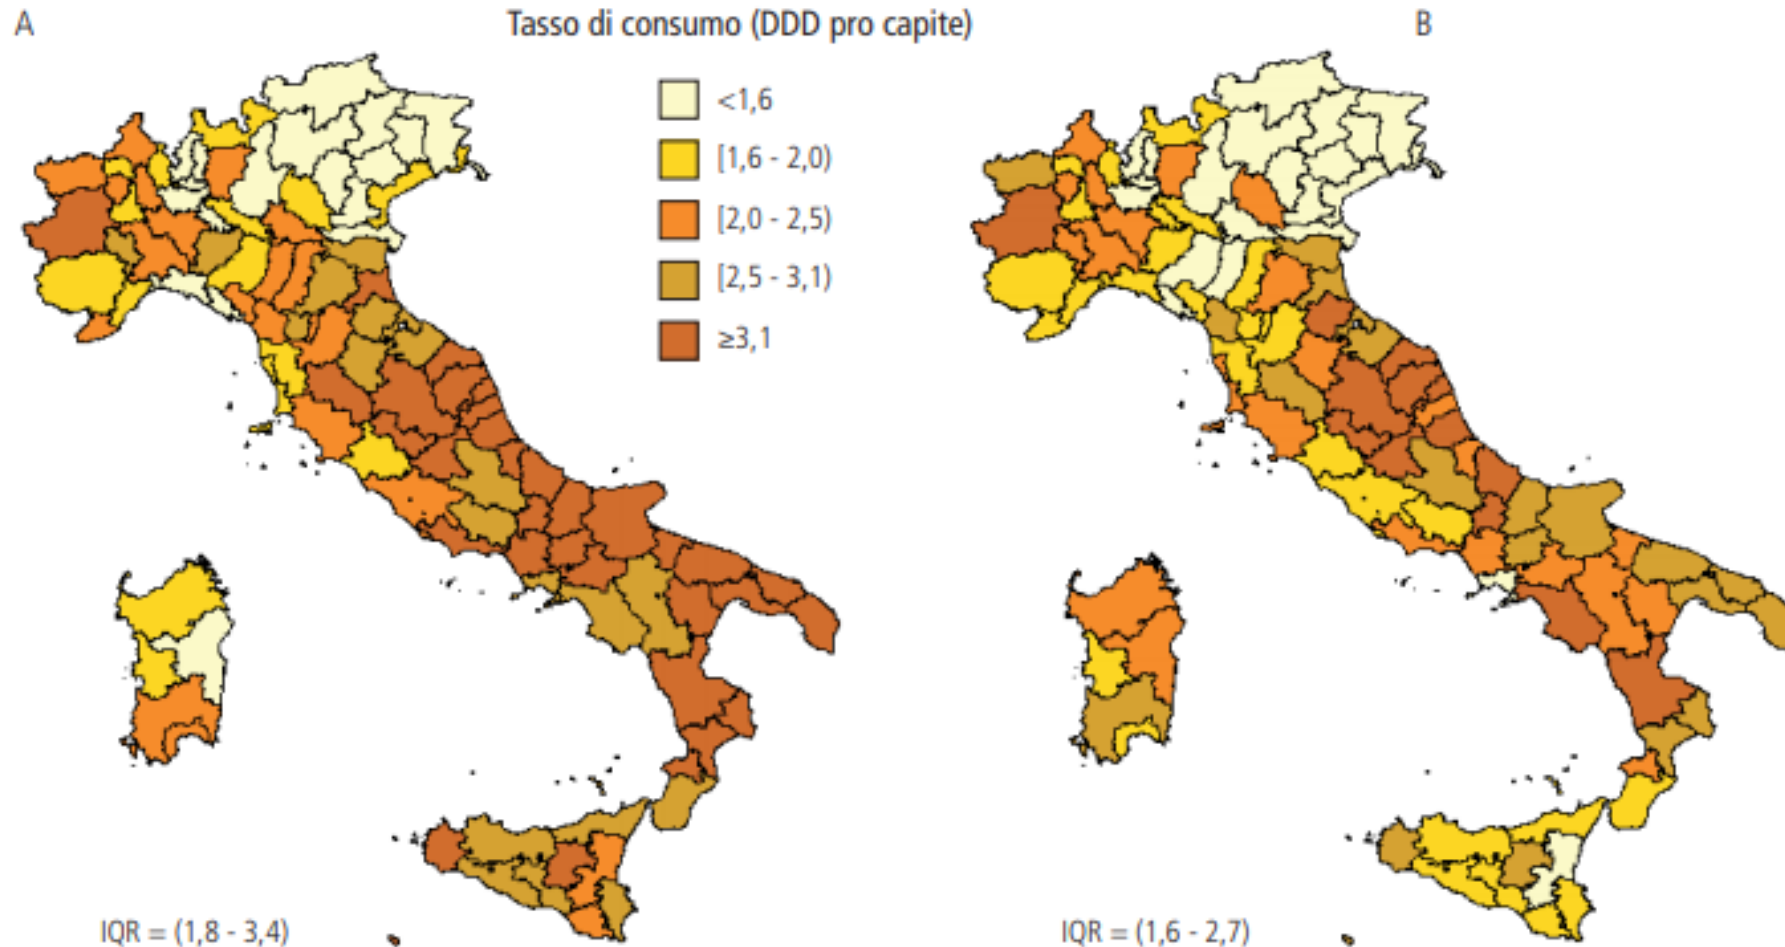 A
Tasso di consumo (DDD pro capite)
B
<1,6
[1,6 - 2,0)
[2,0 - 2,5)
[2,5 - 3,1)
≥3,1
IQR = (1,8 - 3,4)
IQR = (1,6 - 2,7)